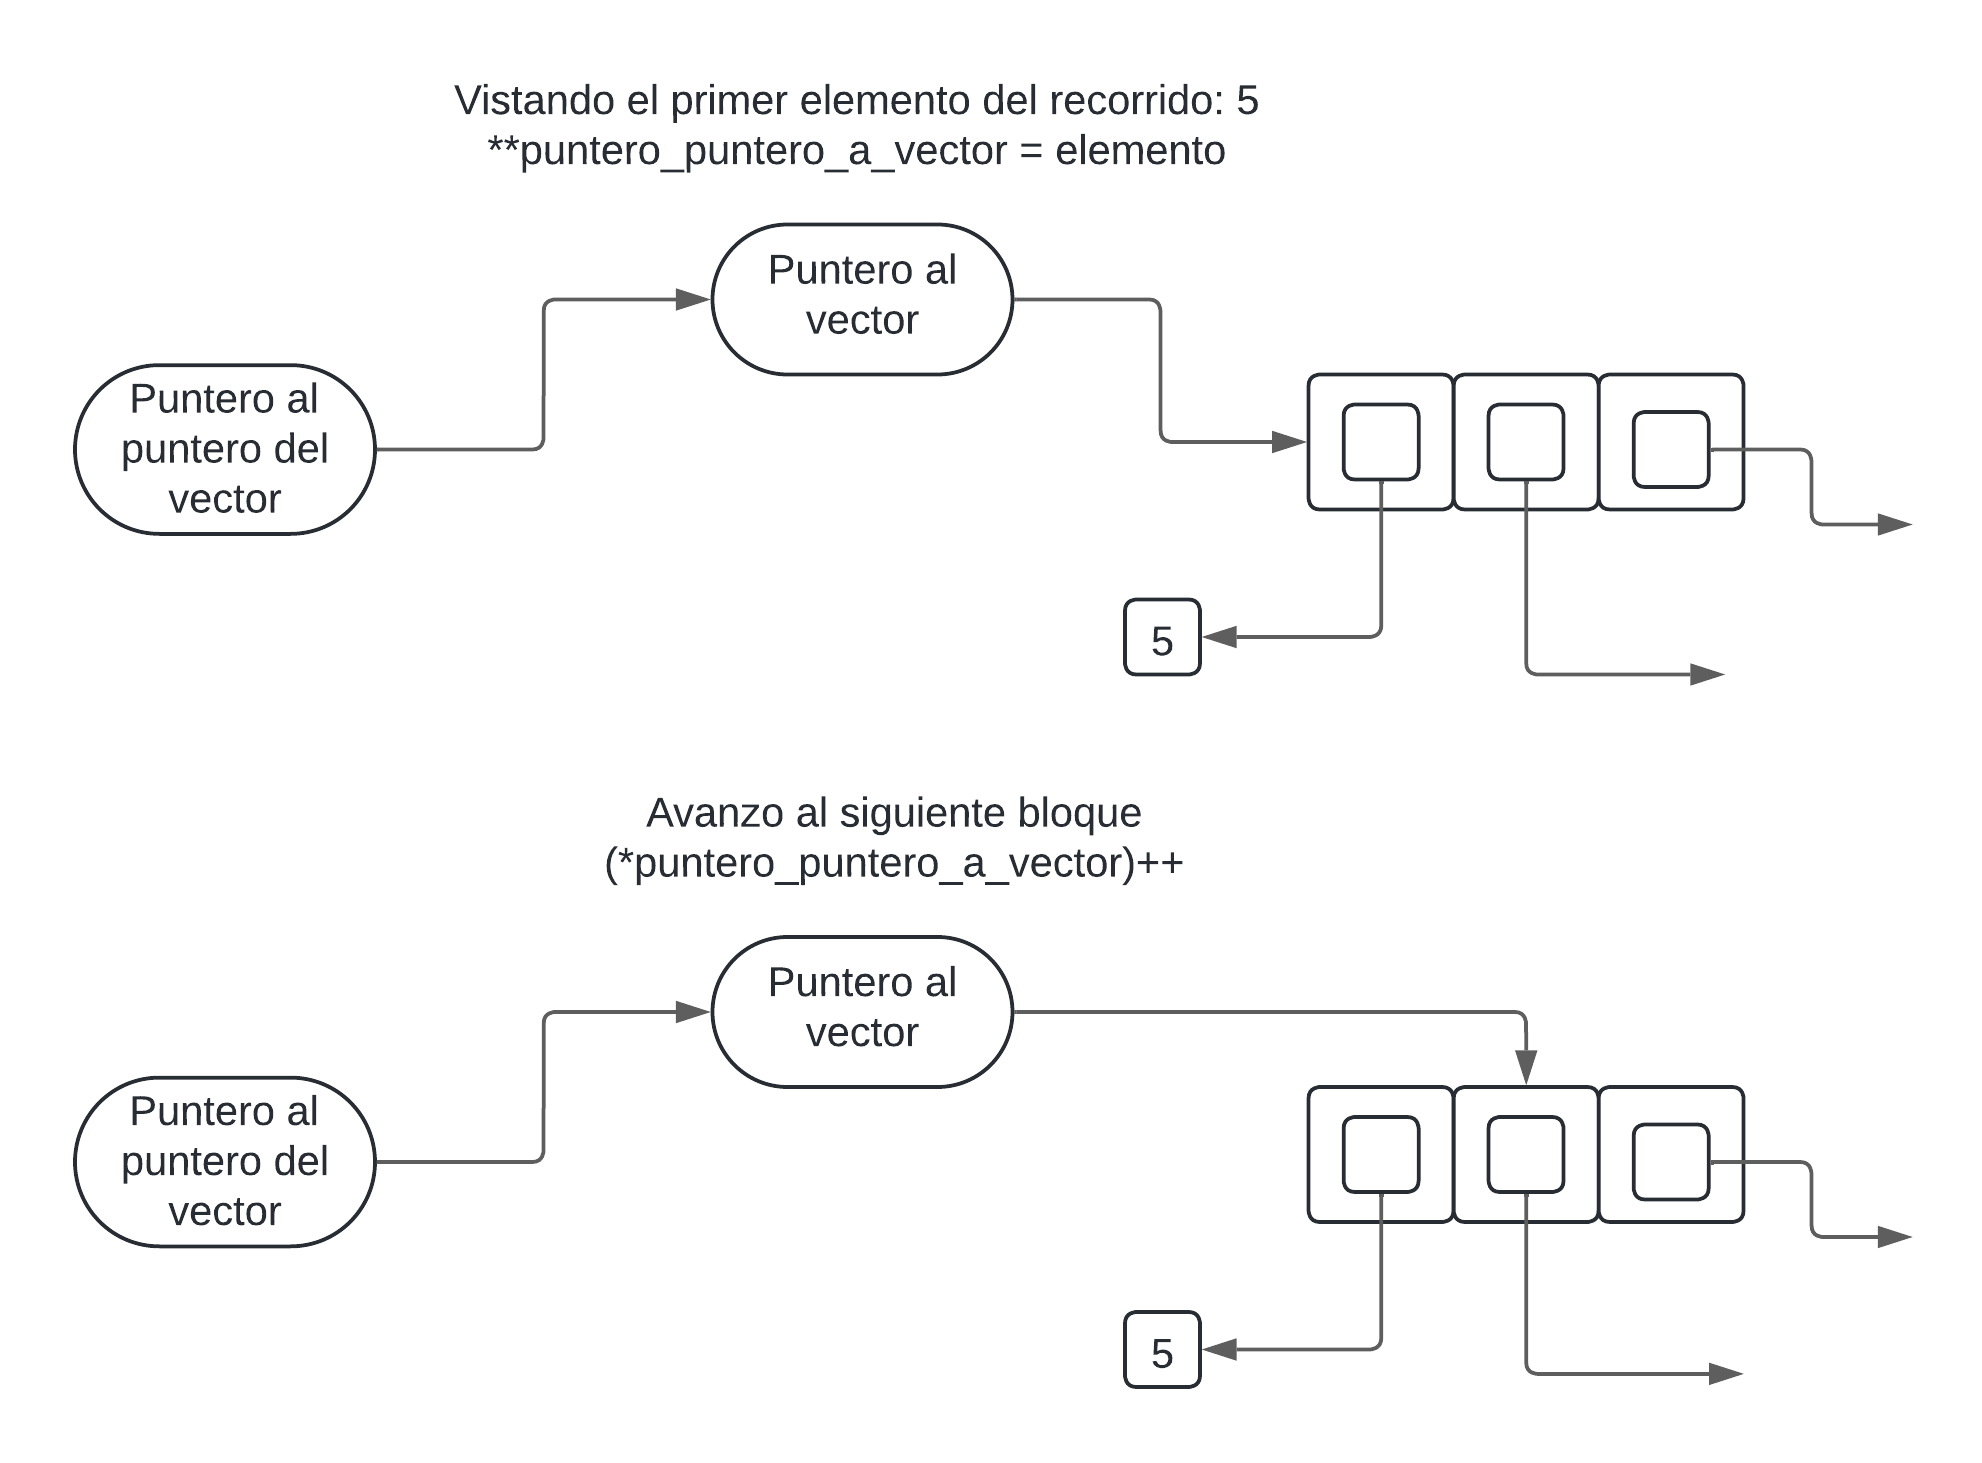 Vistando el primer elemento del recorrido: 5
**puntero_puntero_a_vector = elemento
Puntero al
vector
Puntero al
puntero del
vector
5
Avanzo al siguiente bloque
(*puntero_puntero_a_vector)++
Puntero al
vector
Puntero al
puntero del
vector
5